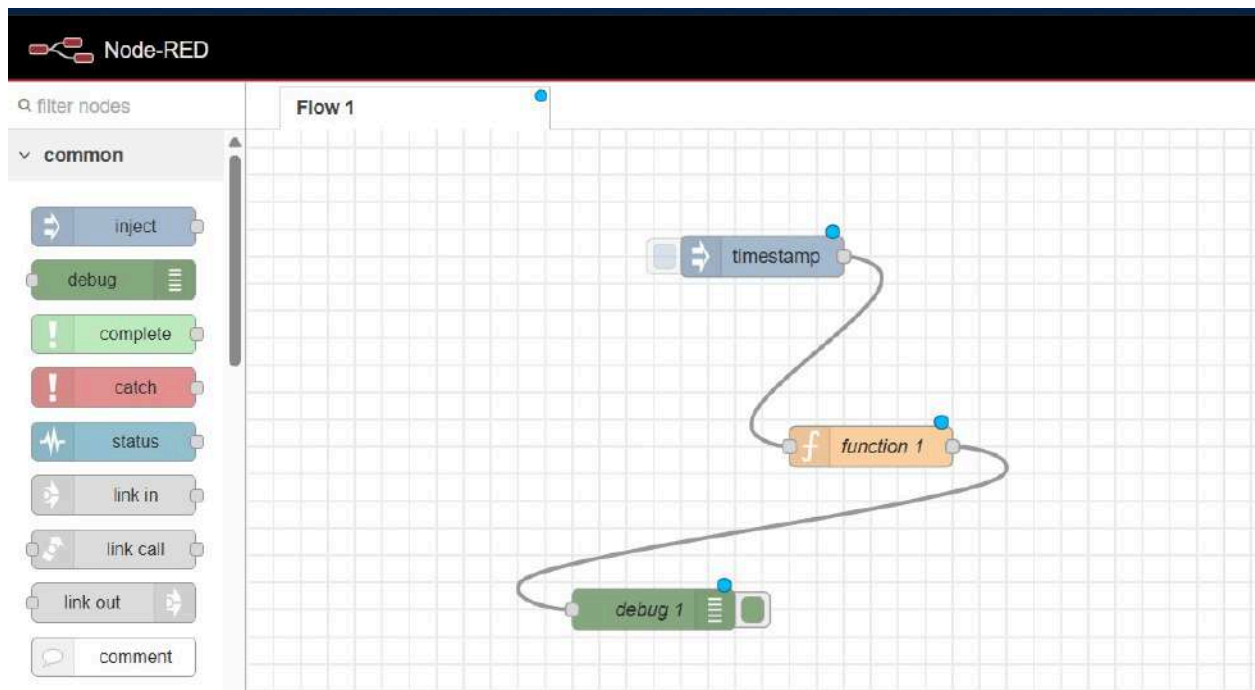 Node-RED
filter nodes
Flow 1
common
inject
debug
complete
catch
status
link in
link call
link out
comment
timestamp
function 1
debug 1